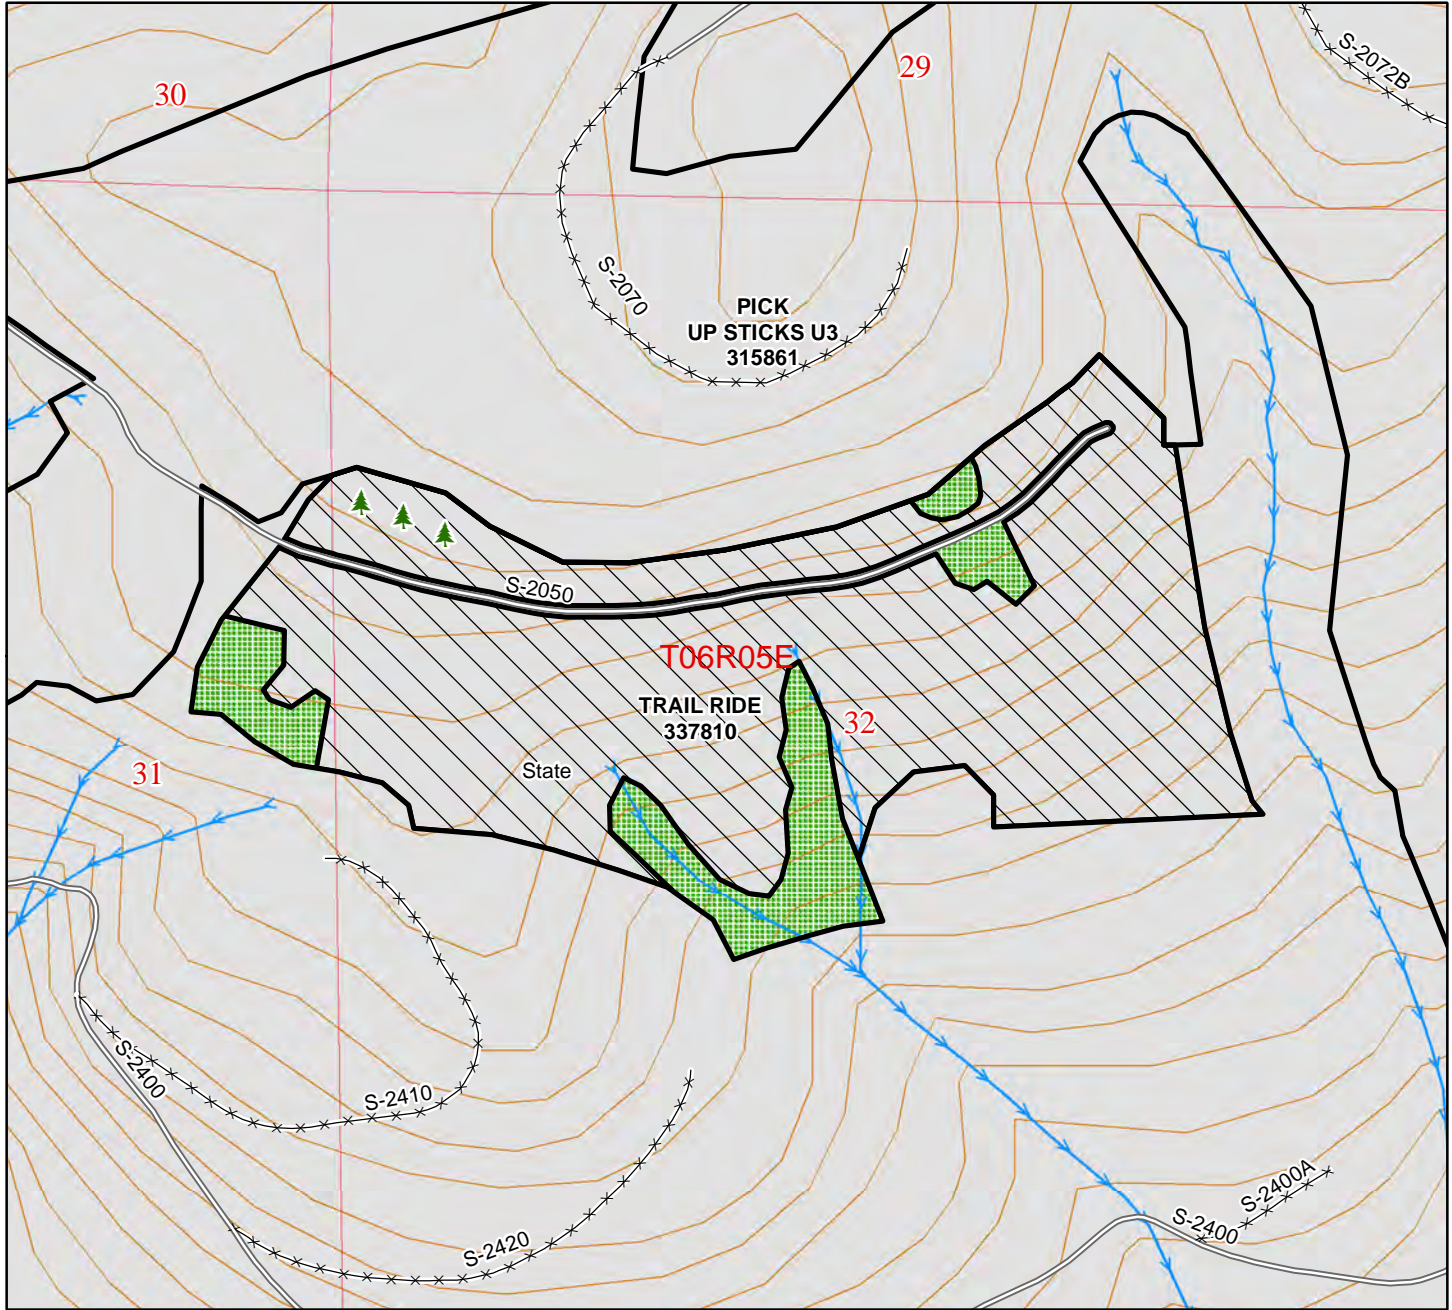 30
29
S-2072B
S-2070
PICK
UP STICKS U3
315861
S-2050
T06R05E
TRAIL RIDE
337810
32
State
31
S-2400
S-2410
S-2420
S-2400A
S-2400